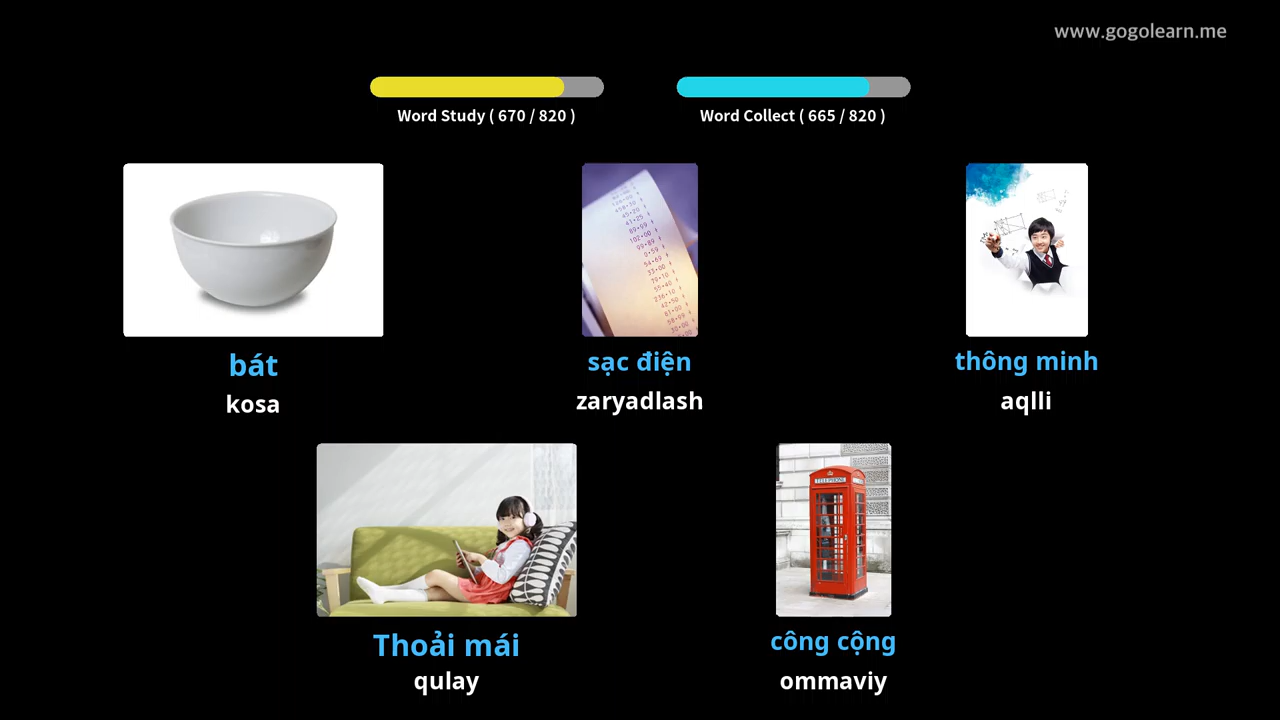 www.gogolearn.me
Word Study ( 670 / 820 )
Word Collect ( 665 / 820 )
bát
kosa
sạc điện
zaryadlash
thông minh
aqlli
TELEPHONE
Thoải mái
qulay
công cộng
ommaviy